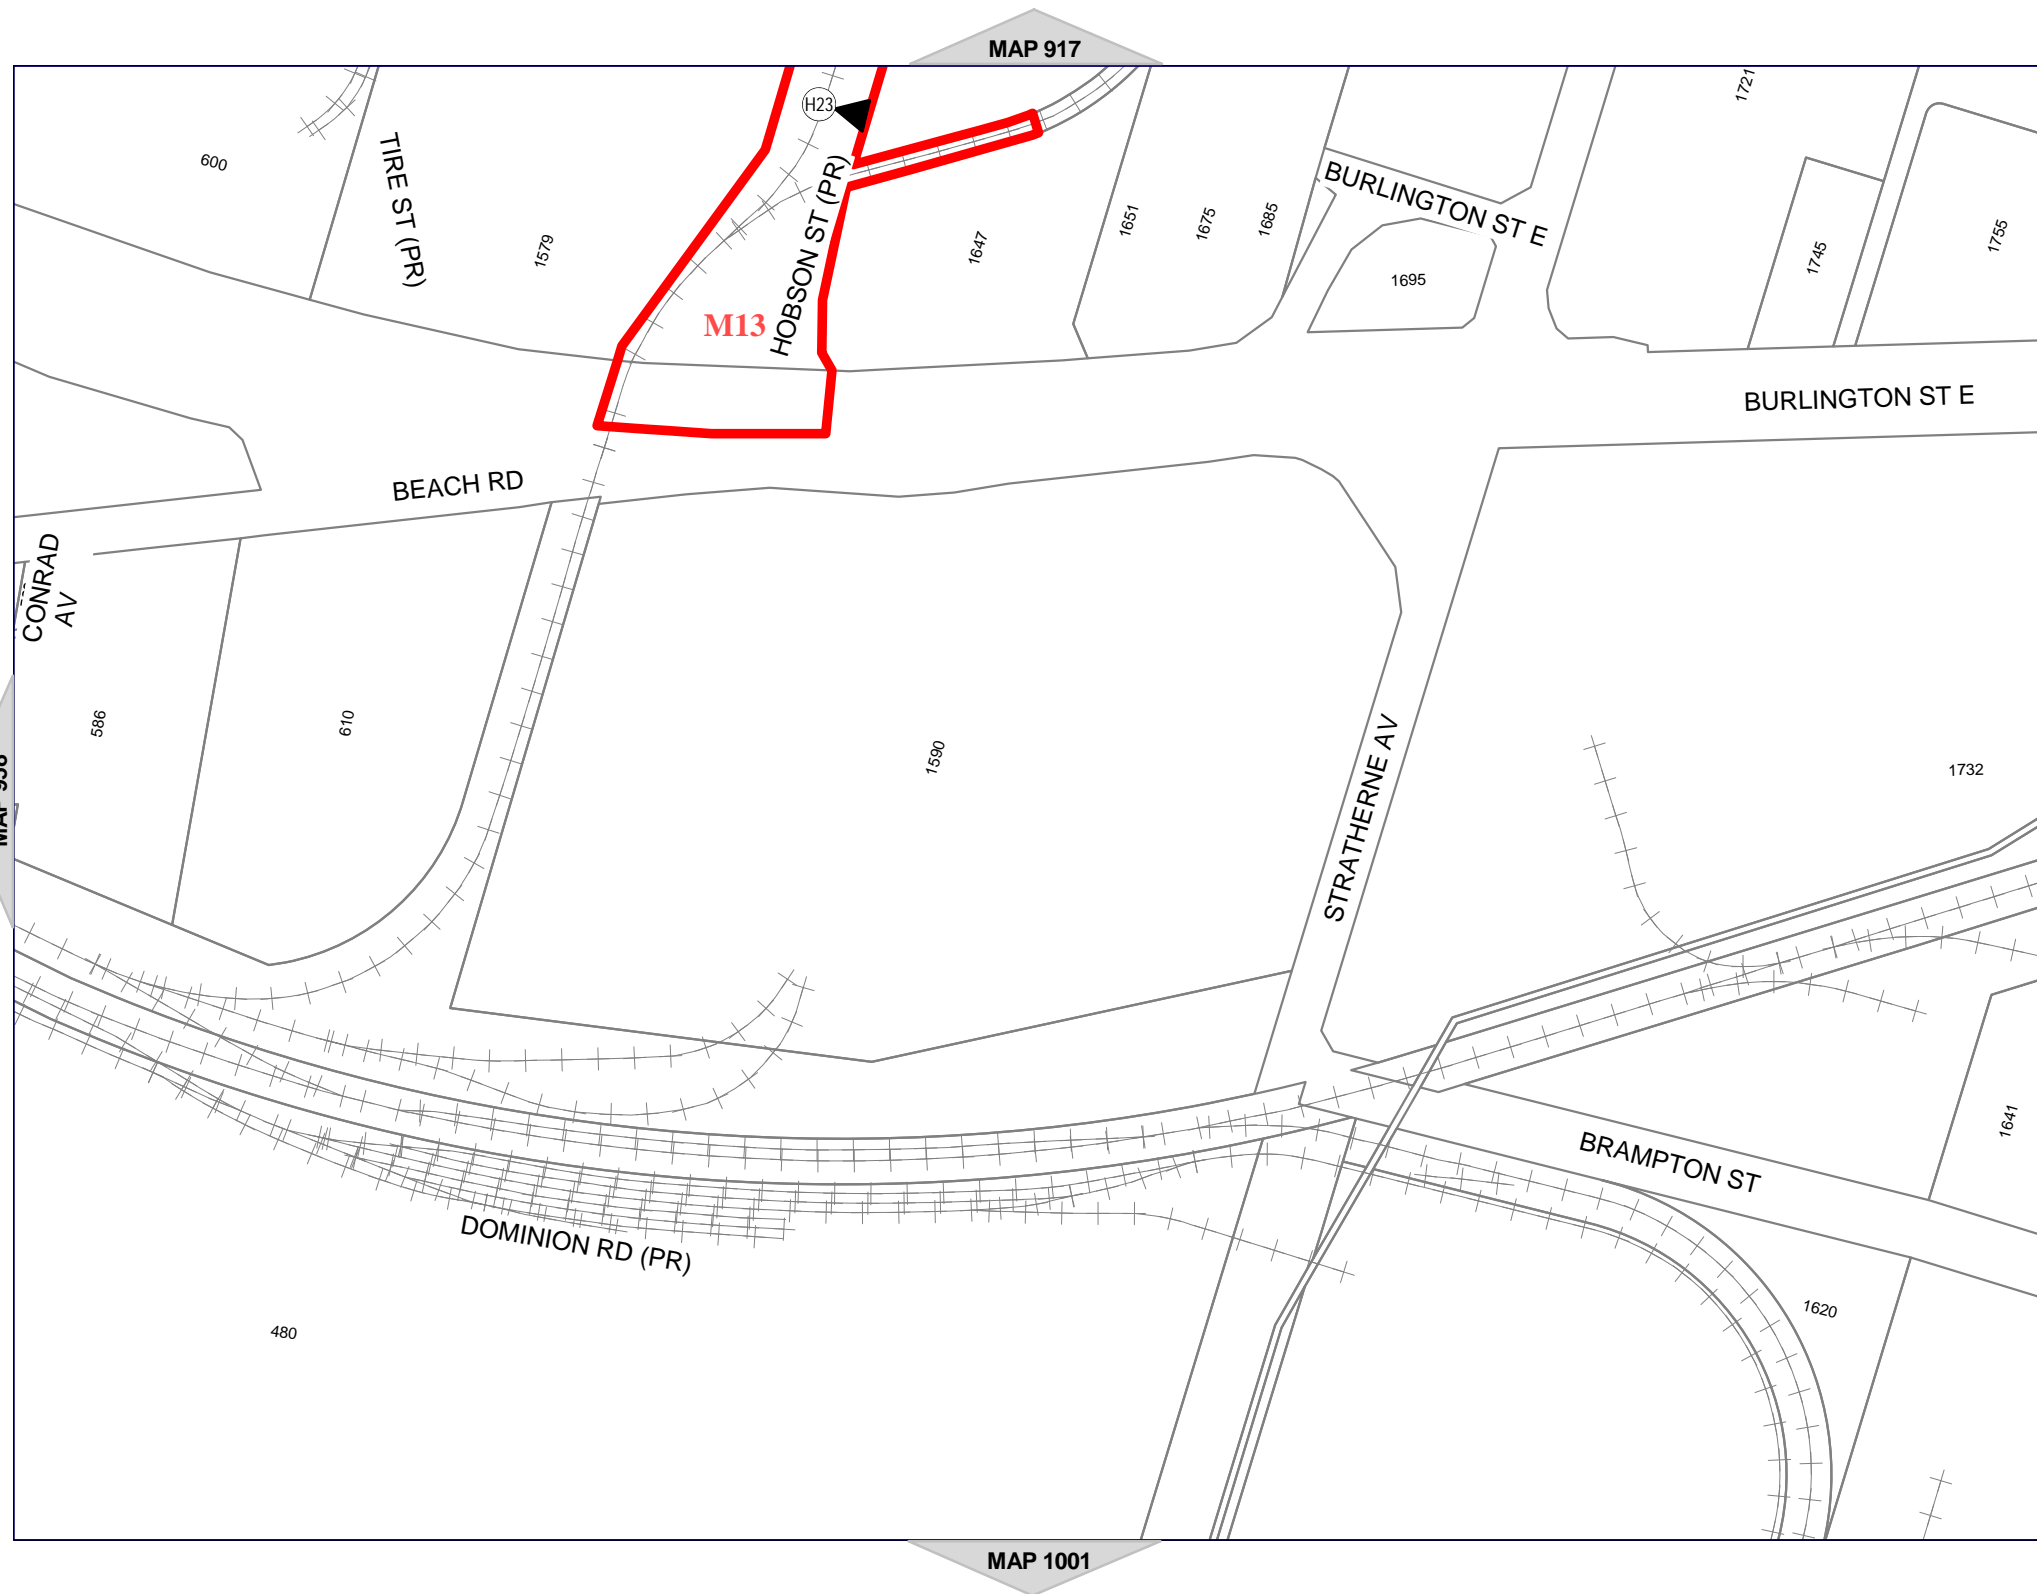 MAP 917
H23
1721
600
TIRE ST (PR)
1579
HOBSON ST (PR)
M13
1647
1651
1675
1685
BURLINGTON ST E
1695
1745
1755
BURLINGTON ST E
BEACH RD
CONRAD
AV
586
610
1590
STRATHERNE AV
1732
1641
BRAMPTON ST
DOMINION RD (PR)
1620
480
MAP 1001